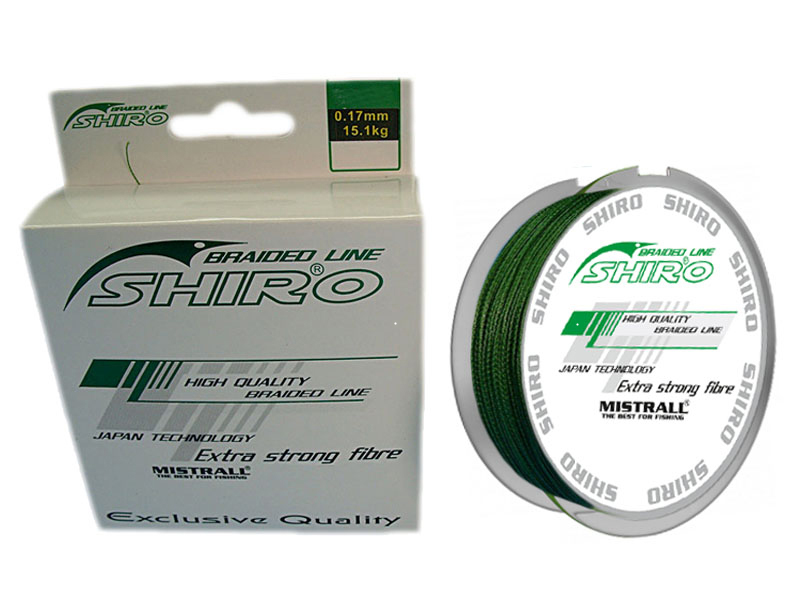 BRAIDED LINE
SHIRO
0.17mm
15.1kg
BRAIDED LINE
SHIRO®
HIGH QUALITY
BRAIDED LINE
JAPAN TECHNOLOGY
Extra strong fibre
MISTRALL®
THE BEST FOR FISHING
Exclusive Quality
SHIRO SHIRO SHIRO SHIRO SHIRO SHIRO SHIRO SHIRO
BRAIDED LINE
SHIRO®
HIGH QUALITY
BRAIDED LINE
JAPAN TECHNOLOGY
Extra strong fibre
MISTRALL®
THE BEST FOR FISHING